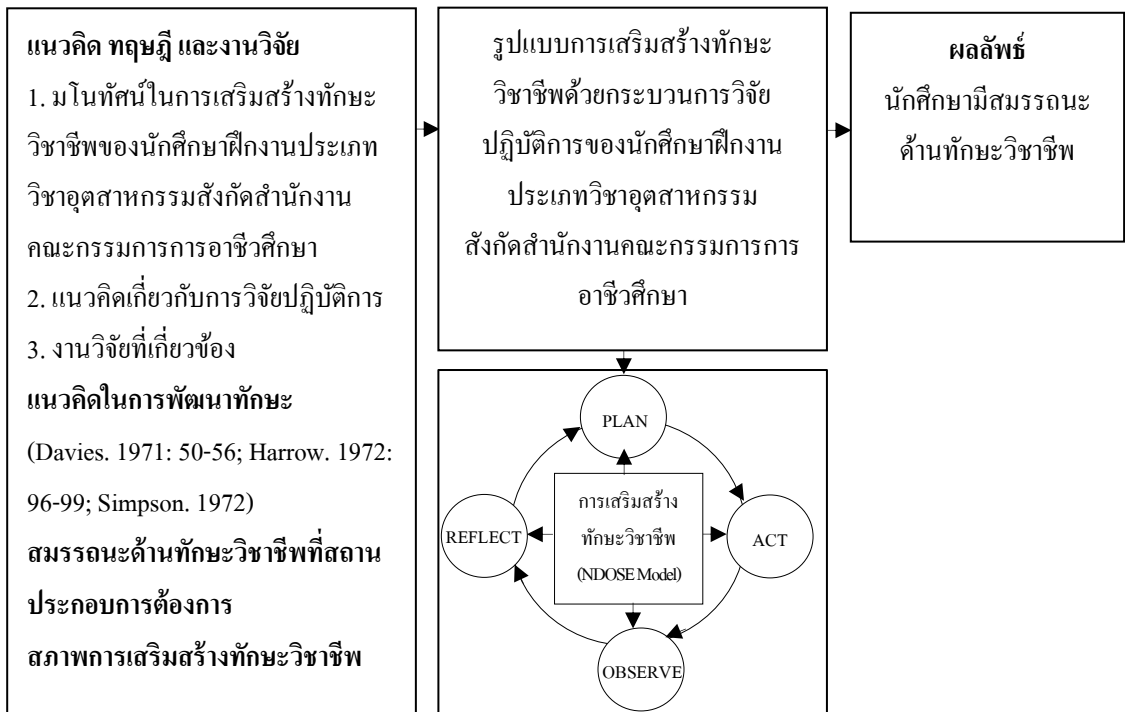 แนวคิด ทฤษฎี และงานวิจัย
1. มโนทัศน์ในการเสริมสร้างทักษะ
วิชาชีพของนักศึกษาฝึกงานประเภท
วิชาอุตสาหกรรมสังกัดสำนักงาน
คณะกรรมการการอาชีวศึกษา
2. แนวคิดเกี่ยวกับการวิจัยปฏิบัติการ
3. งานวิจัยที่เกี่ยวข้อง
แนวคิดในการพัฒนาทักษะ
(Davies. 1971: 50-56; Harrow. 1972:
96-99; Simpson. 1972)
สมรรถนะด้านทักษะวิชาชีพที่สถาน
ประกอบการต้องการ
สภาพการเสริมสร้างทักษะวิชาชีพ
รูปแบบการเสริมสร้างทักษะ
วิชาชีพด้วยกระบวนการวิจัย
ปฏิบัติการของนักศึกษาฝึกงาน
ประเภทวิชาอุตสาหกรรม
สังกัดสำนักงานคณะกรรมการการ
อาชีวศึกษา
ผลลัพธ์
นักศึกษามีสมรรถนะ
ด้านทักษะวิชาชีพ
PLAN
การเสริมสร้าง
ทักษะวิชาชีพ
(NDOSE Model)
REFLECT
ACT
OBSERVE